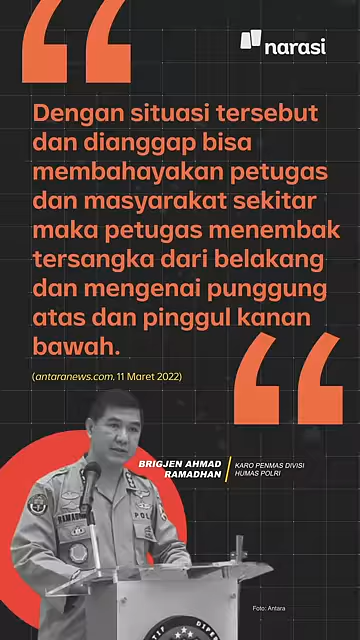 narasi
Dengan situasi tersebut
dan dianggap bisa
membahayakan petugas
dan masyarakat sekitar
maka petugas menembak
tersangka dari belakang
dan mengenai punggung
atas dan pinggul kanan
bawah.
(antaranews.com, 11 Maret 2022)
BRIGJEN AHMAD
RAMADHAN
KARO PENMAS DIVISI
HUMAS POLRI
POL
Foto: Antara